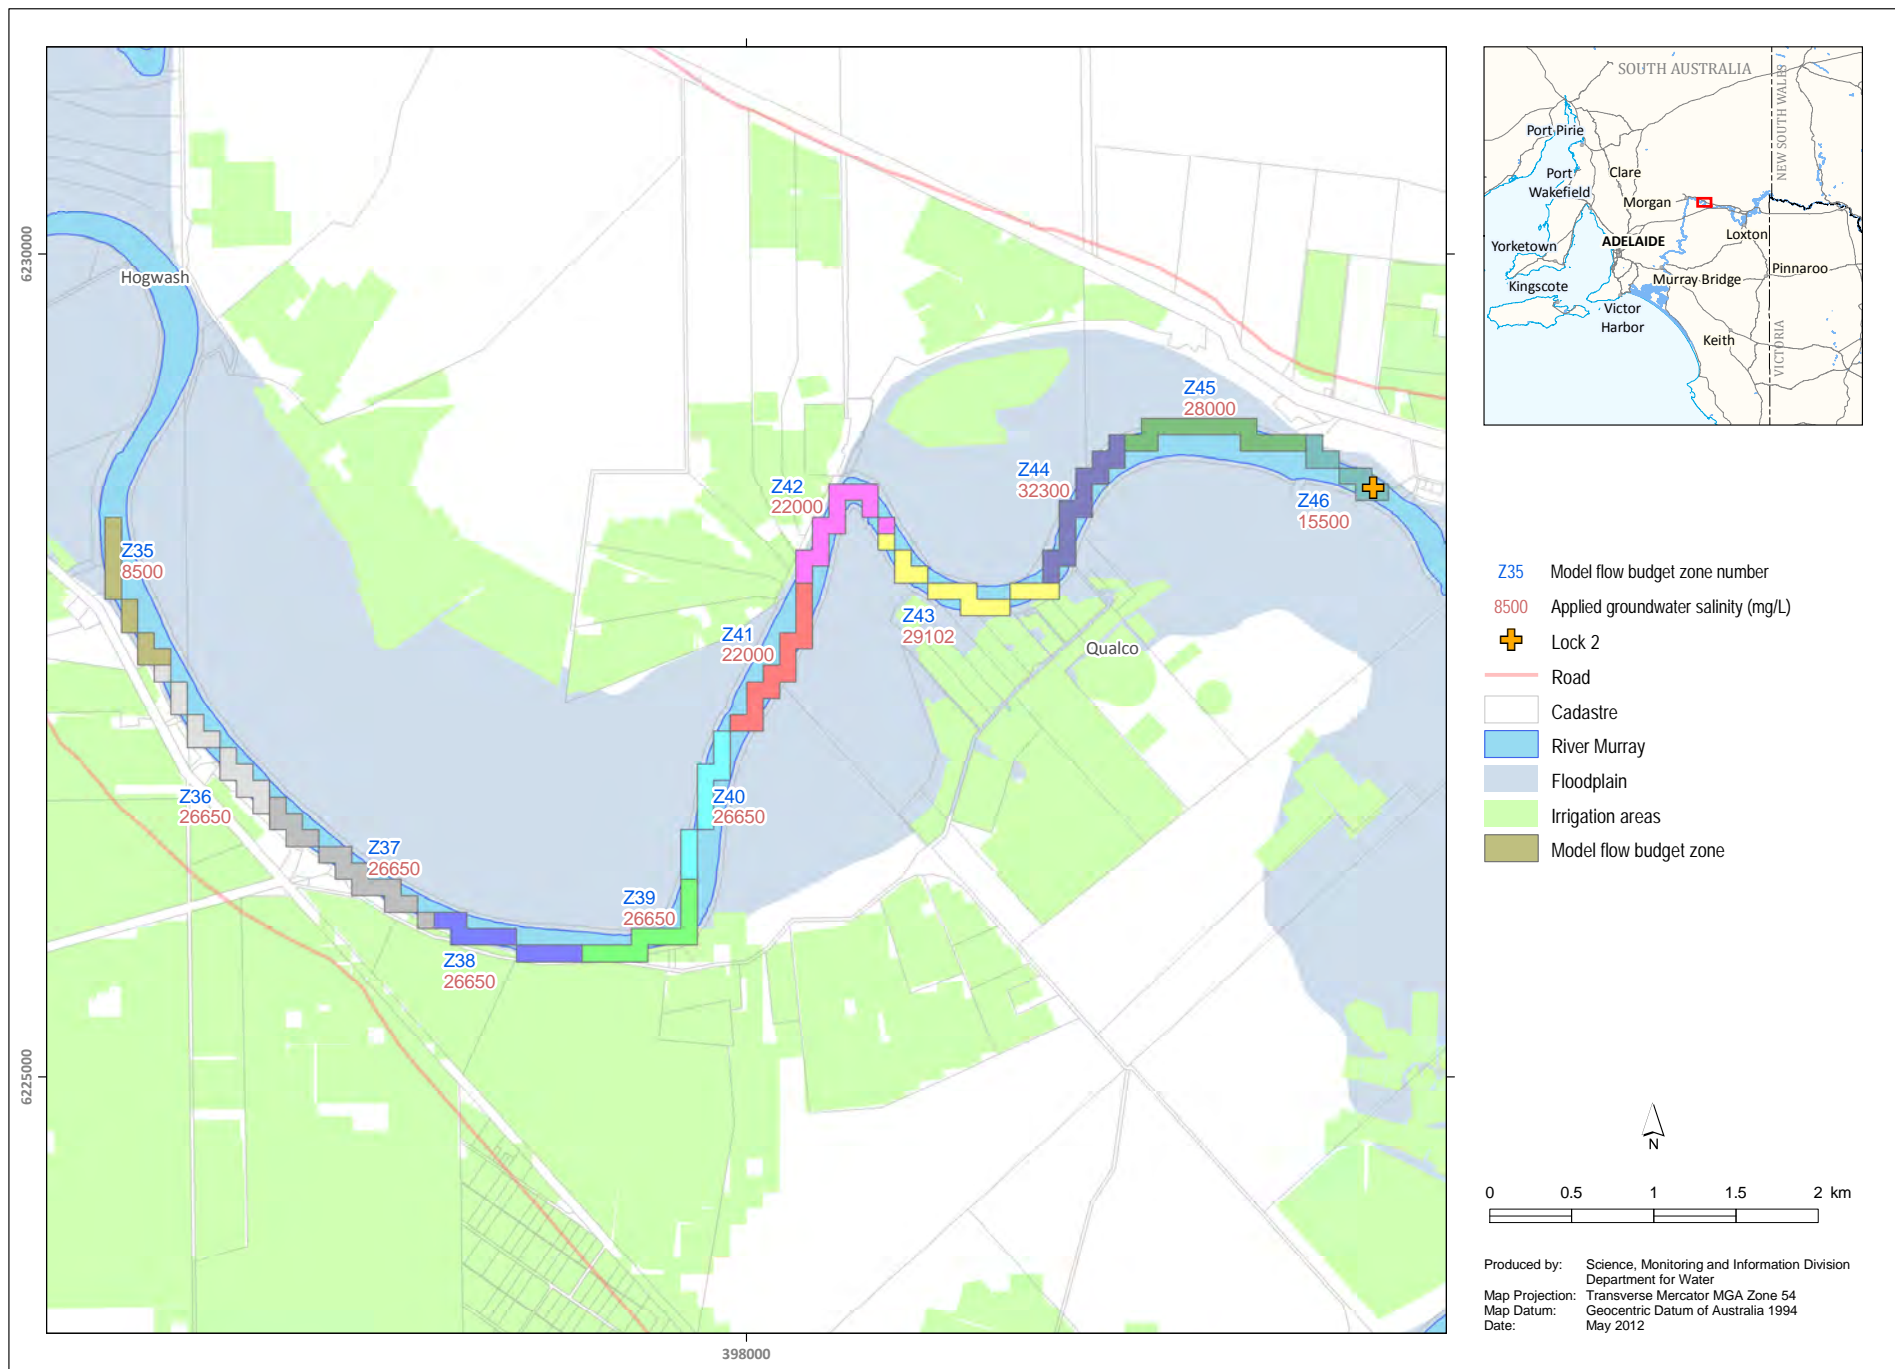 Hogwash
Z45
28000
Z44
32300
Z42
22000
Z46
15500
Z35
8500
Z43
29102
Z41
22000
Qualco
Z36
26650
Z40
26650
Z37
26650
Z39
26650
Z38
26650
6230000
6225000
398000
SOUTH AUSTRALIA
NEW SOUTH WALES
VICTORIA
Port Pirie
Port
Wakefield
Clare
Morgan
Yorketown
ADELAIDE
Loxton
Kingscote
Murray Bridge
Pinnaroo
Victor
Harbor
Keith
Z35 Model flow budget zone number
8500 Applied groundwater salinity (mg/L)
Lock 2
Road
Cadastre
River Murray
Floodplain
Irrigation areas
Model flow budget zone
N
0 0.5 1 1.5 2 km
Produced by: Science, Monitoring and Information Division
Department for Water
Map Projection: Transverse Mercator MGA Zone 54
Map Datum: Geocentric Datum of Australia 1994
Date: May 2012